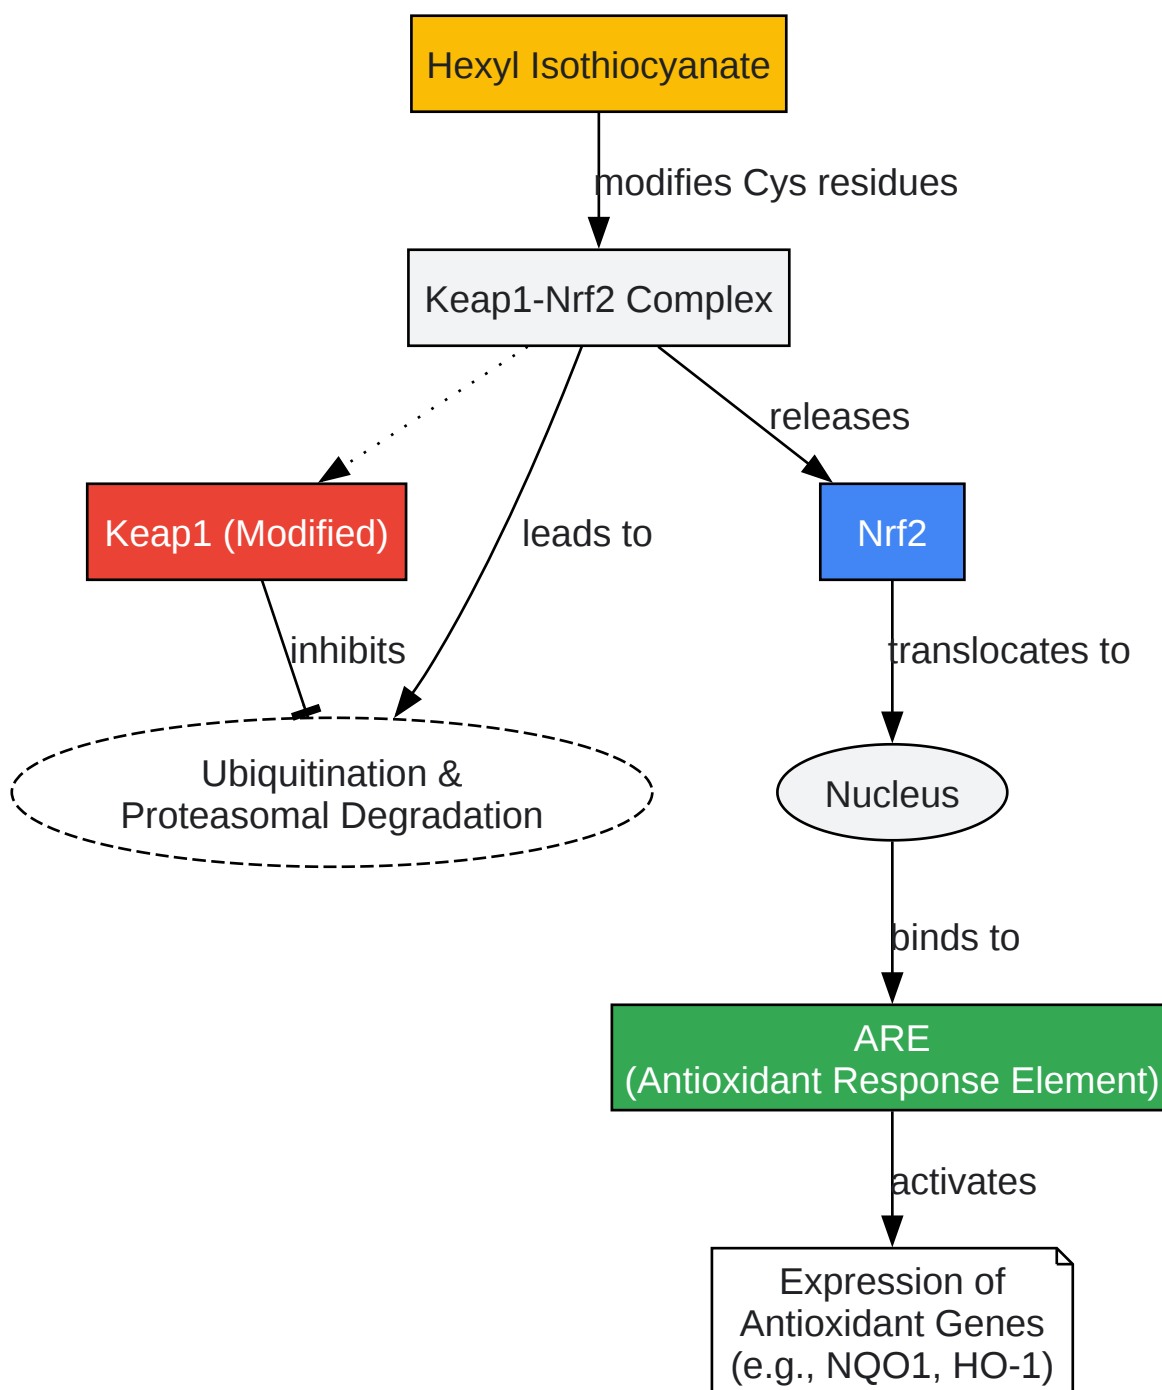 Hexyl Isothiocyanate
modifies Cys residues
Keap1-Nrf2 Complex
releases
Keap1 (Modified)
leads to
Nrf2
inhibits
translocates to
Ubiquitination &
Proteasomal Degradation
Nucleus
binds to
ARE
(Antioxidant Response Element)
activates
Expression of
Antioxidant Genes
(e.g., NQO1, HO-1)